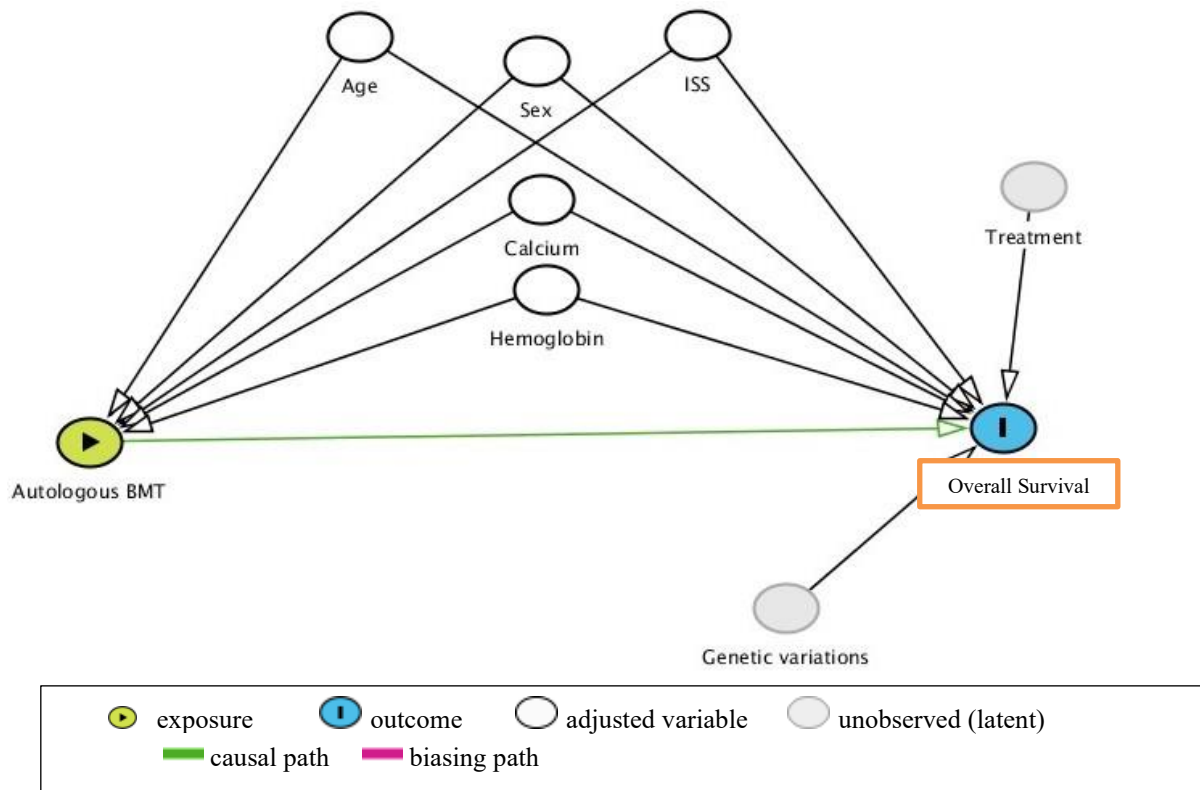 Age
Sex
ISS
Calcium
Treatment
Hemoglobin
Autologous BMT
Overall Survival
Genetic variations
exposure outcome adjusted variable unobserved (latent)
causal path biasing path